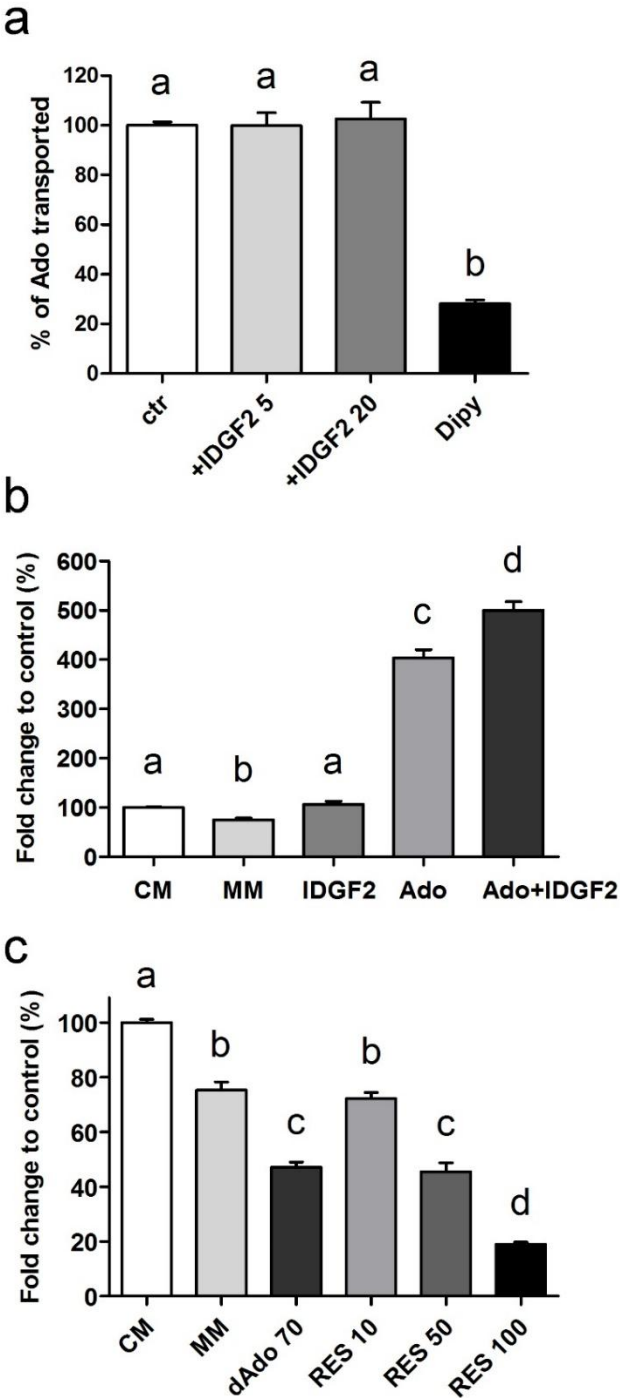 a
% of Ado transported
120
100
80
60
40
20
0
a
a
a
b
ctr
+IDGF2 5
+IDGF2 20
Dipy
b
Fold change to control (%)
600
500
400
300
200
100
0
a
b
a
c
d
CM
MM
IDGF2
Ado
Ado+IDGF2
c
Fold change to control (%)
100
80
60
40
20
0
a
b
c
b
c
d
CM
MM
dAdo 70
RES 10
RES 50
RES 100